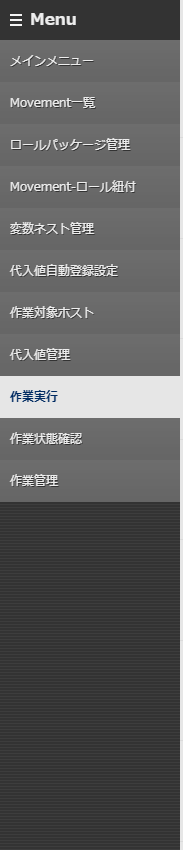 Menu
メインメニュー
Movement一覧
ロールパッケージ管理
Movement-ロール紐付
変数ネスト管理
代入値自動登録設定
作業対象ホスト
代入値管理
作業実行
作業状態確認
作業管理